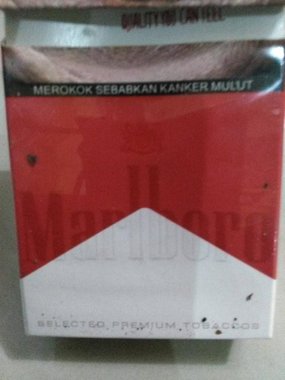 QUALITY YOU CAN FEEL
MEROKOK SEBABKAN KANKER MULUT
Marlboro
SELECTED PREMIUM TOBACCOS